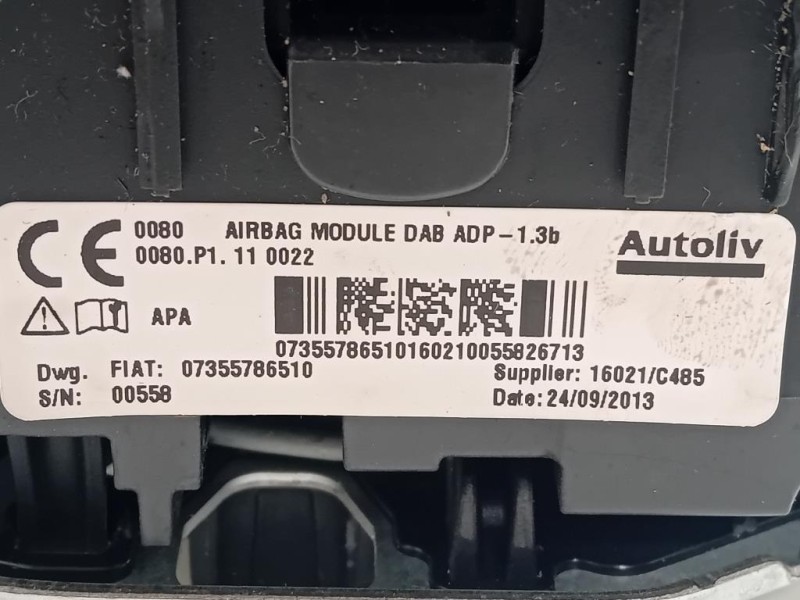 CE 0080 AIRBAG MODULE DAB ADP-1.3b
0080.P1. 11 0022
Autoliv
APA
07355786510160210055826713
Dwg. FIAT: 07355786510
S/N: 00558
Supplier: 16021/C485
Date: 24/09/2013